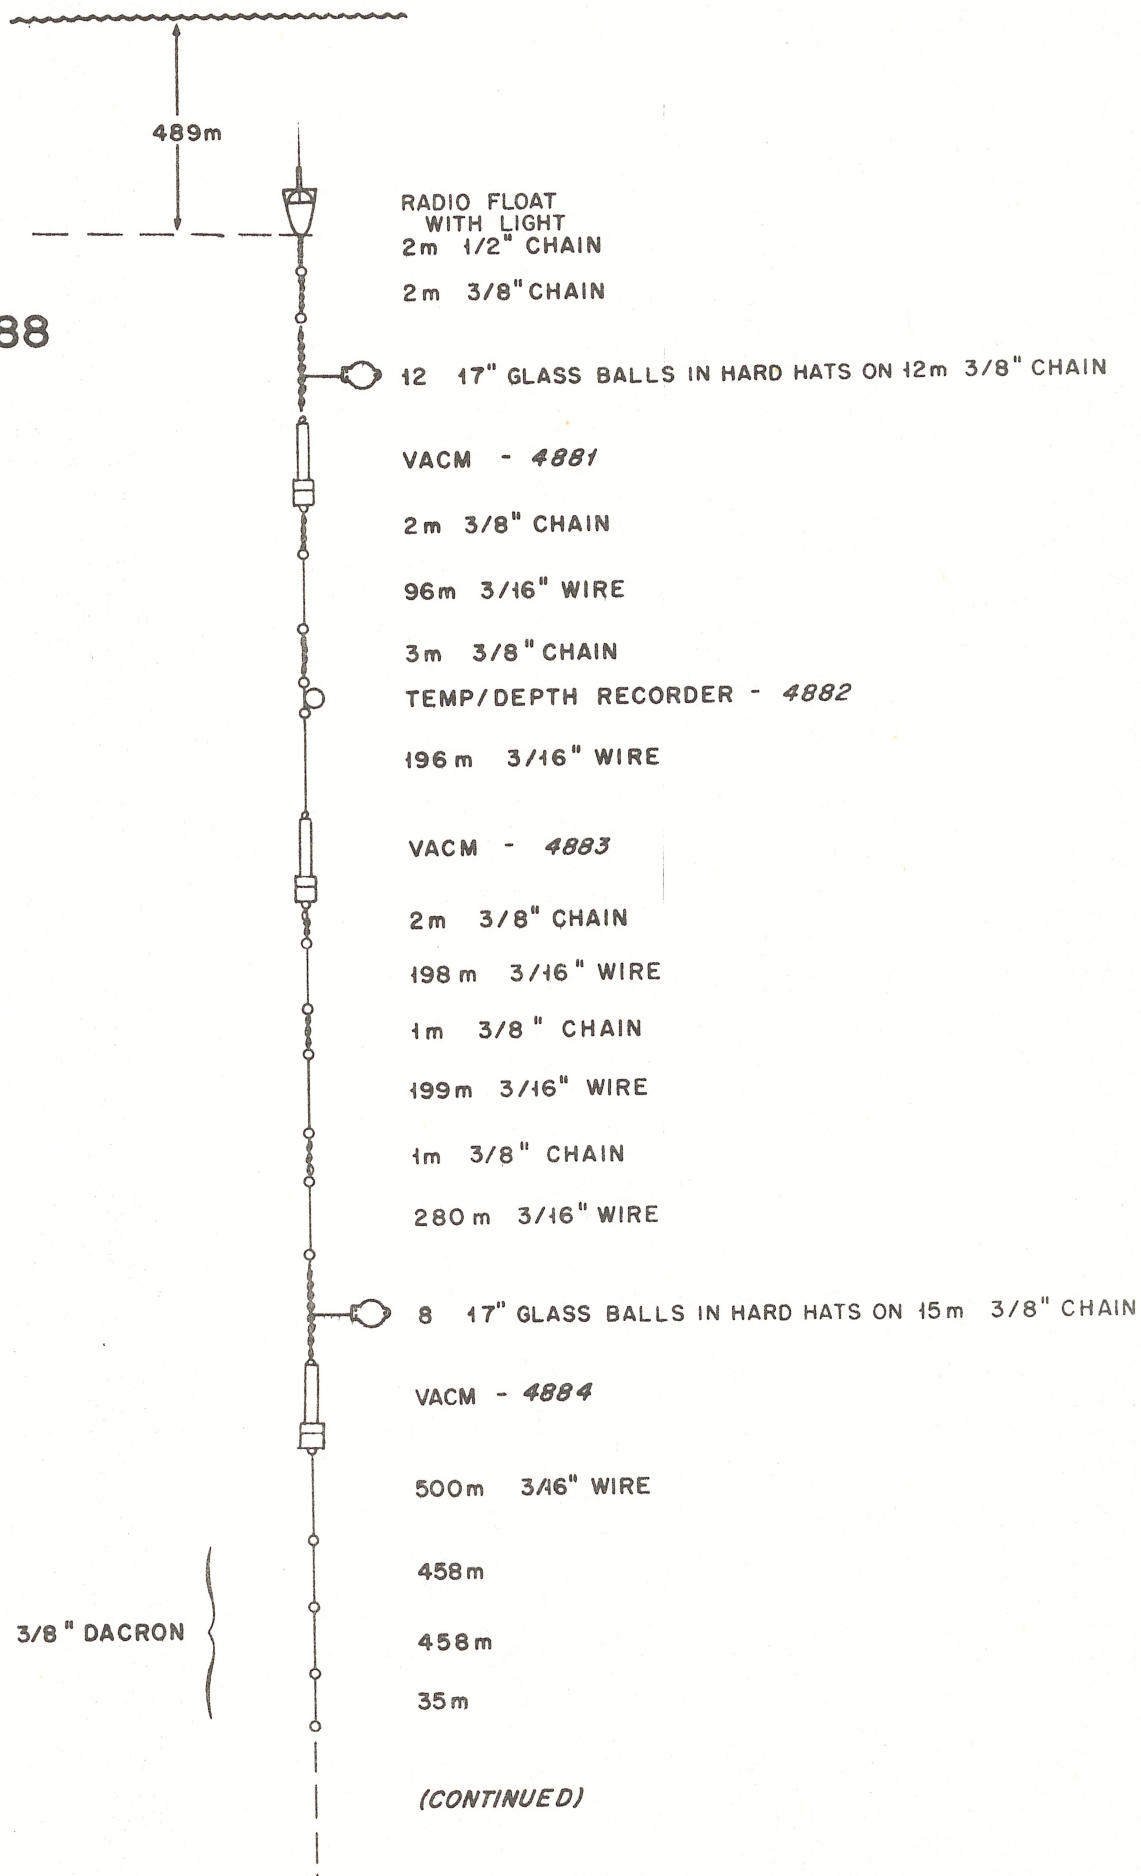 489m
RADIO FLOAT
WITH LIGHT
2m 1/2" CHAIN
2m 3/8" CHAIN
88
12 17" GLASS BALLS IN HARD HATS ON 12m 3/8" CHAIN
VACM - 4881
2m 3/8" CHAIN
96m 3/16" WIRE
3m 3/8" CHAIN
TEMP/DEPTH RECORDER - 4882
196m 3/16" WIRE
VACM - 4883
2m 3/8" CHAIN
198m 3/16" WIRE
1m 3/8" CHAIN
199m 3/16" WIRE
1m 3/8" CHAIN
280m 3/16" WIRE
8 17" GLASS BALLS IN HARD HATS ON 15m 3/8" CHAIN
VACM - 4884
500m 3/16" WIRE
458m
3/8" DACRON
458m
35m
(CONTINUED)